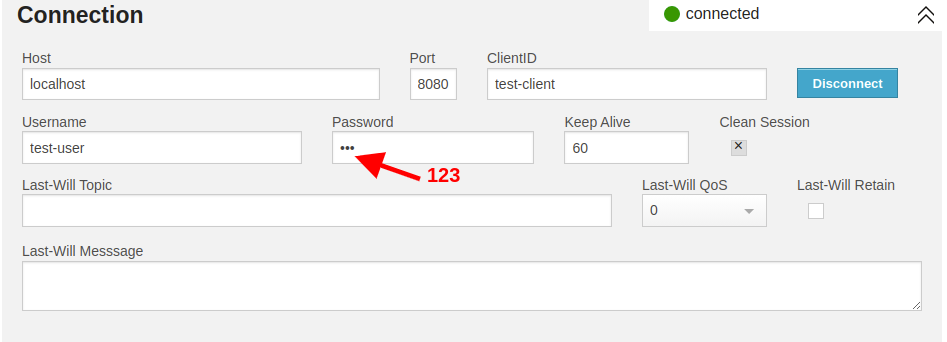 Connection
connected
Host Port ClientID
localhost 8080 test-client Disconnect
Username Password Keep Alive Clean Session
test-user ••• 60 ×
123
Last-Will Topic Last-Will QoS Last-Will Retain
0
Last-Will Messsage